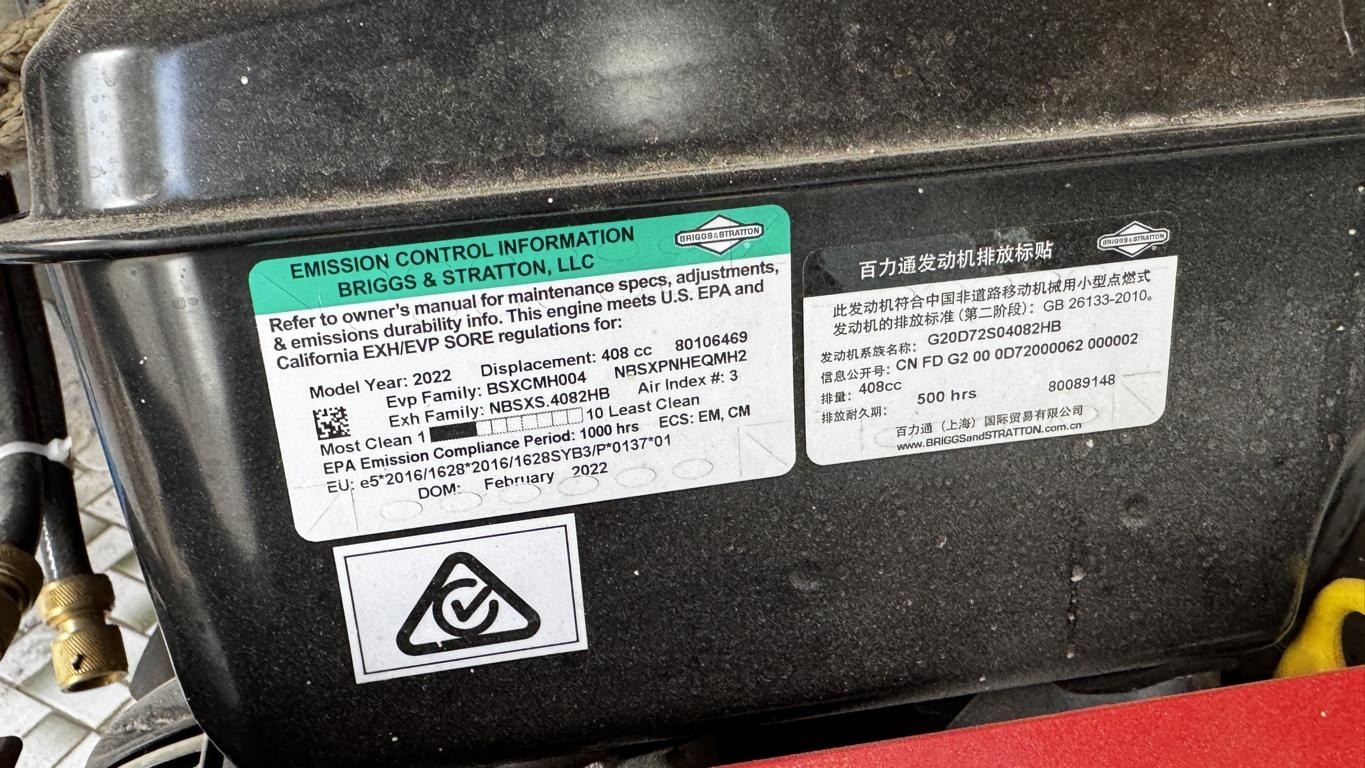 EMISSION CONTROL INFORMATION
BRIGGS & STRATTON, LLC
BRIGGS&STRATTON
Refer to owner's manual for maintenance specs, adjustments,
& emissions durability info. This engine meets U.S. EPA and
California EXH/EVP SORE regulations for:
Model Year: 2022 Displacement: 408 cc 80106469
Evp Family: BSXCMH004 NBSXPNHEQMH2
Exh Family: NBSXS.4082HB Air Index #: 3
Most Clean 1 10 Least Clean
EPA Emission Compliance Period: 1000 hrs ECS: EM, CM
EU: e5*2016/1628*2016/1628SYB3/P*0137*01
DOM: February 2022
百力通发动机排放标贴
BRIGGS&STRATTON
此发动机符合中国非道路移动机械用小型点燃式
发动机的排放标准(第二阶段): GB 26133-2010。
发动机系族名称: G20D72S04082HB
信息公开号: CN FD G2 00 0D72000062 000002
排量: 408cc
排放耐久期: 500 hrs 80089148
百力通(上海)国际贸易有限公司
www.BRIGGSandSTRATTON.com.cn